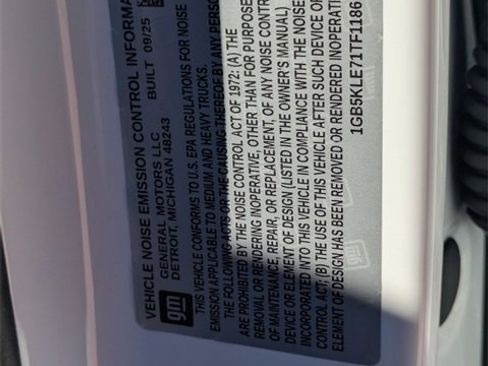 VEHICLE NOISE EMISSION CONTROL INFORMA
GENERAL MOTORS LLC
DETROIT, MICHIGAN 48243
BUILT 09/25
gm
THIS VEHICLE CONFORMS TO U.S. EPA REGULATIONS FOR NOISE
EMISSION APPLICABLE TO MEDIUM AND HEAVY TRUCKS.
THE FOLLOWING ACTS OR THE CAUSING THEREOF BY ANY PERSO
ARE PROHIBITED BY THE NOISE CONTROL ACT OF 1972: (A) THE
REMOVAL OR RENDERING INOPERATIVE, OTHER THAN FOR PURPOSE
OF MAINTENANCE, REPAIR, OR REPLACEMENT, OF ANY NOISE CONTR
DEVICE OR ELEMENT OF DESIGN (LISTED IN THE OWNER'S MANUAL)
INCORPORATED INTO THIS VEHICLE IN COMPLIANCE WITH THE NOISE
CONTROL ACT; (B) THE USE OF THIS VEHICLE AFTER SUCH DEVICE OR
ELEMENT OF DESIGN HAS BEEN REMOVED OR RENDERED INOPERATI
1GB5KLE71TF1186